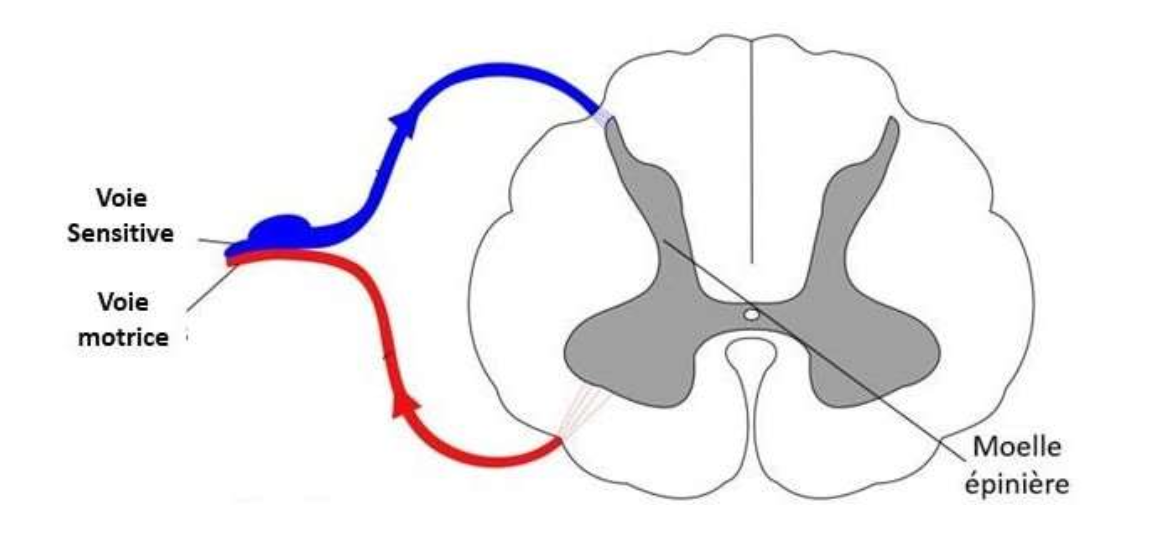 Voie
Sensitive
Voie
motrice
Moelle
épinière